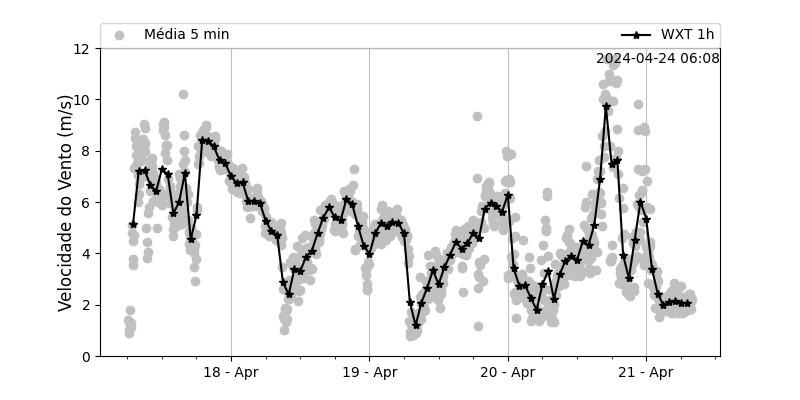 Média 5 min
WXT 1h
2024-04-24 06:08
Velocidade do Vento (m/s)
12
10
8
6
4
2
0
18 - Apr
19 - Apr
20 - Apr
21 - Apr